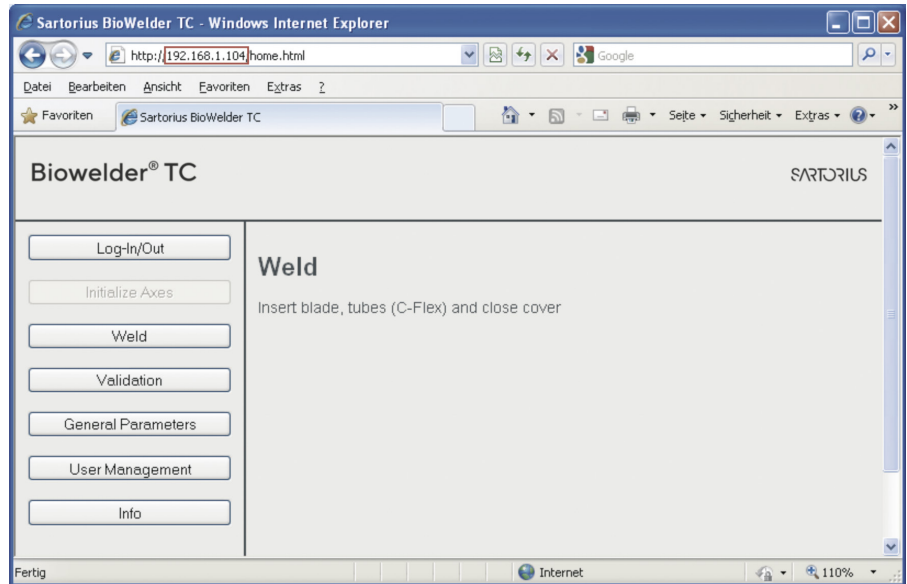 Sartorius BioWelder TC - Windows Internet Explorer
http://192.168.1.104/home.html
Google
Datei Bearbeiten Ansicht Favoriten Extras ?
Favoriten Sartorius BioWelder TC Seite Sicherheit Extras »
Biowelder® TC
SARTORIUS
Log-In/Out
Initialize Axes
Weld
Validation
General Parameters
User Management
Info
Weld
Insert blade, tubes (C-Flex) and close cover
Fertig Internet 110%